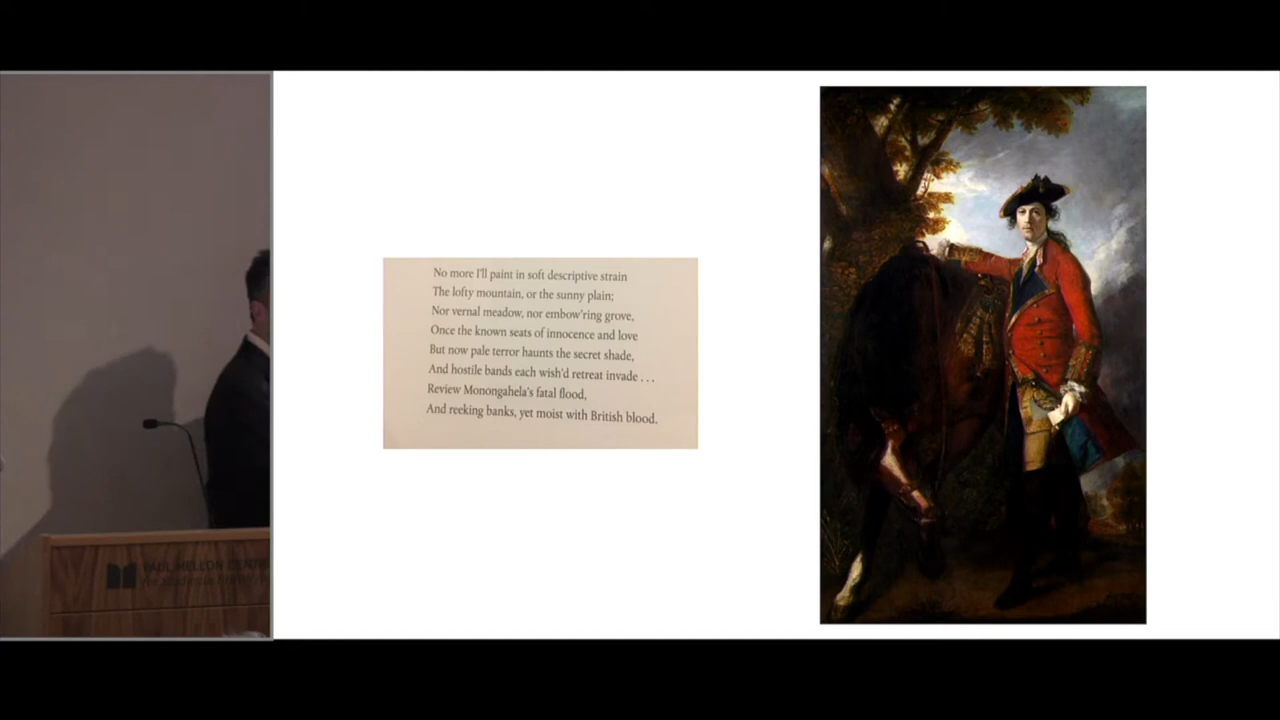 No more I'll paint in soft descriptive strain
The lofty mountain, or the sunny plain;
Nor vernal meadow, nor embow'ring grove,
Once the known seats of innocence and love
But now pale terror haunts the secret shade,
And hostile bands each wish'd retreat invade . . .
Review Monongahela's fatal flood,
And reeking banks, yet moist with British blood.
PAUL MELLON CENTRE
for Studies in